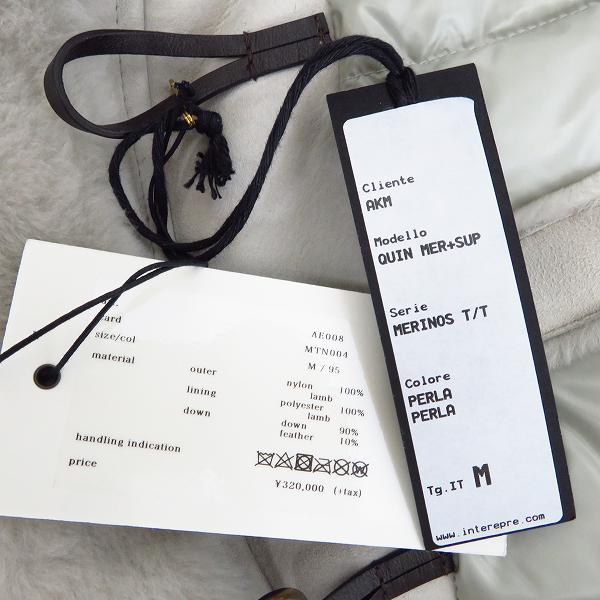 Cliente
AKM
Modello
QUIN MER+SUP
Serie
MERINOS T/T
Colore
PERLA
PERLA
Tg.IT M
www.interepre.com
AE008
MTN004
size/col M / 95
material outer nylon 100%
lamb
lining polyester 100%
lamb
down down 90%
feather 10%
handling indication
price ¥320,000 (+tax)